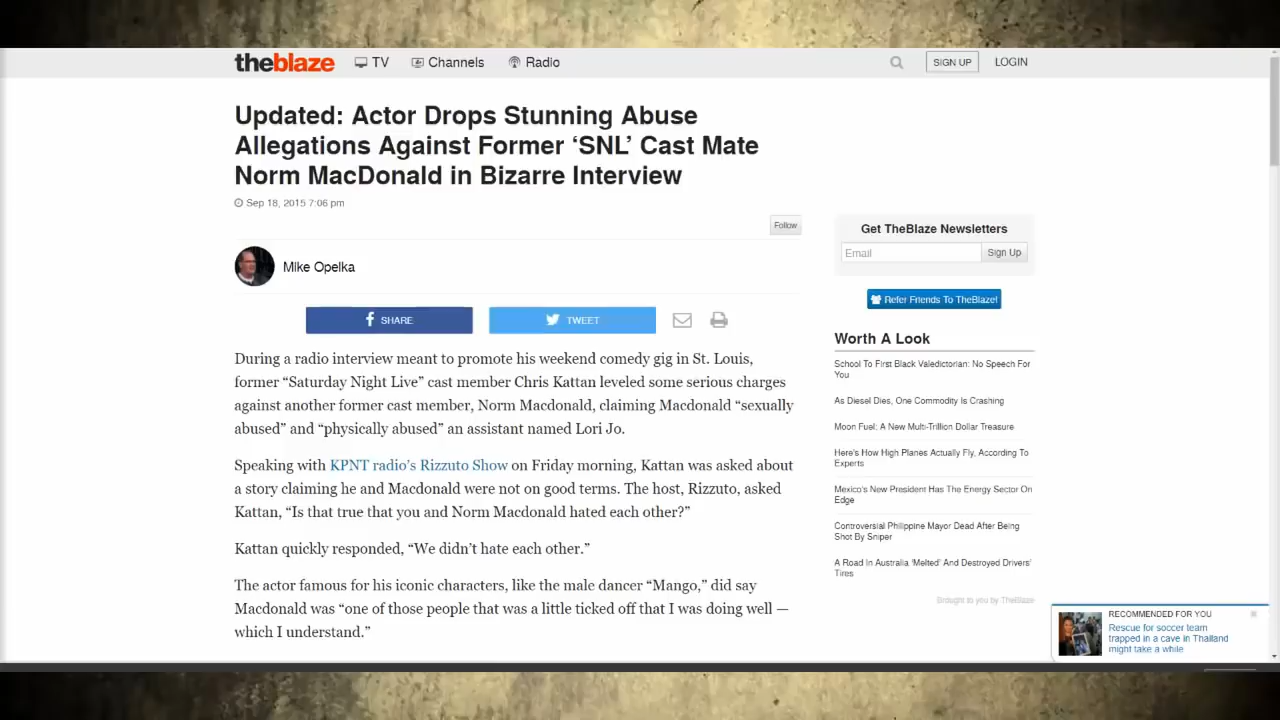 theblaze TV Channels Radio SIGN UP LOGIN
Updated: Actor Drops Stunning Abuse
Allegations Against Former ‘SNL’ Cast Mate
Norm MacDonald in Bizarre Interview
Sep 18, 2015 7:06 pm
Follow
Mike Opelka
SHARE
TWEET
During a radio interview meant to promote his weekend comedy gig in St. Louis,
former “Saturday Night Live” cast member Chris Kattan leveled some serious charges
against another former cast member, Norm Macdonald, claiming Macdonald “sexually
abused” and “physically abused” an assistant named Lori Jo.
Speaking with KPNT radio’s Rizzuto Show on Friday morning, Kattan was asked about
a story claiming he and Macdonald were not on good terms. The host, Rizzuto, asked
Kattan, “Is that true that you and Norm Macdonald hated each other?”
Kattan quickly responded, “We didn’t hate each other.”
The actor famous for his iconic characters, like the male dancer “Mango,” did say
Macdonald was “one of those people that was a little ticked off that I was doing well —
which I understand.”
Get TheBlaze Newsletters
Email
Sign Up
Refer Friends To TheBlaze!
Worth A Look
School To First Black Valedictorian: No Speech For
You
As Diesel Dies, One Commodity Is Crashing
Moon Fuel: A New Multi-Trillion Dollar Treasure
Here's How High Planes Actually Fly, According To
Experts
Mexico's New President Has The Energy Sector On
Edge
Controversial Philippine Mayor Dead After Being
Shot By Sniper
A Road In Australia 'Melted' And Destroyed Drivers'
Tires
Brought to you by TheBlaze
RECOMMENDED FOR YOU
Rescue for soccer team
trapped in a cave in Thailand
might take a while